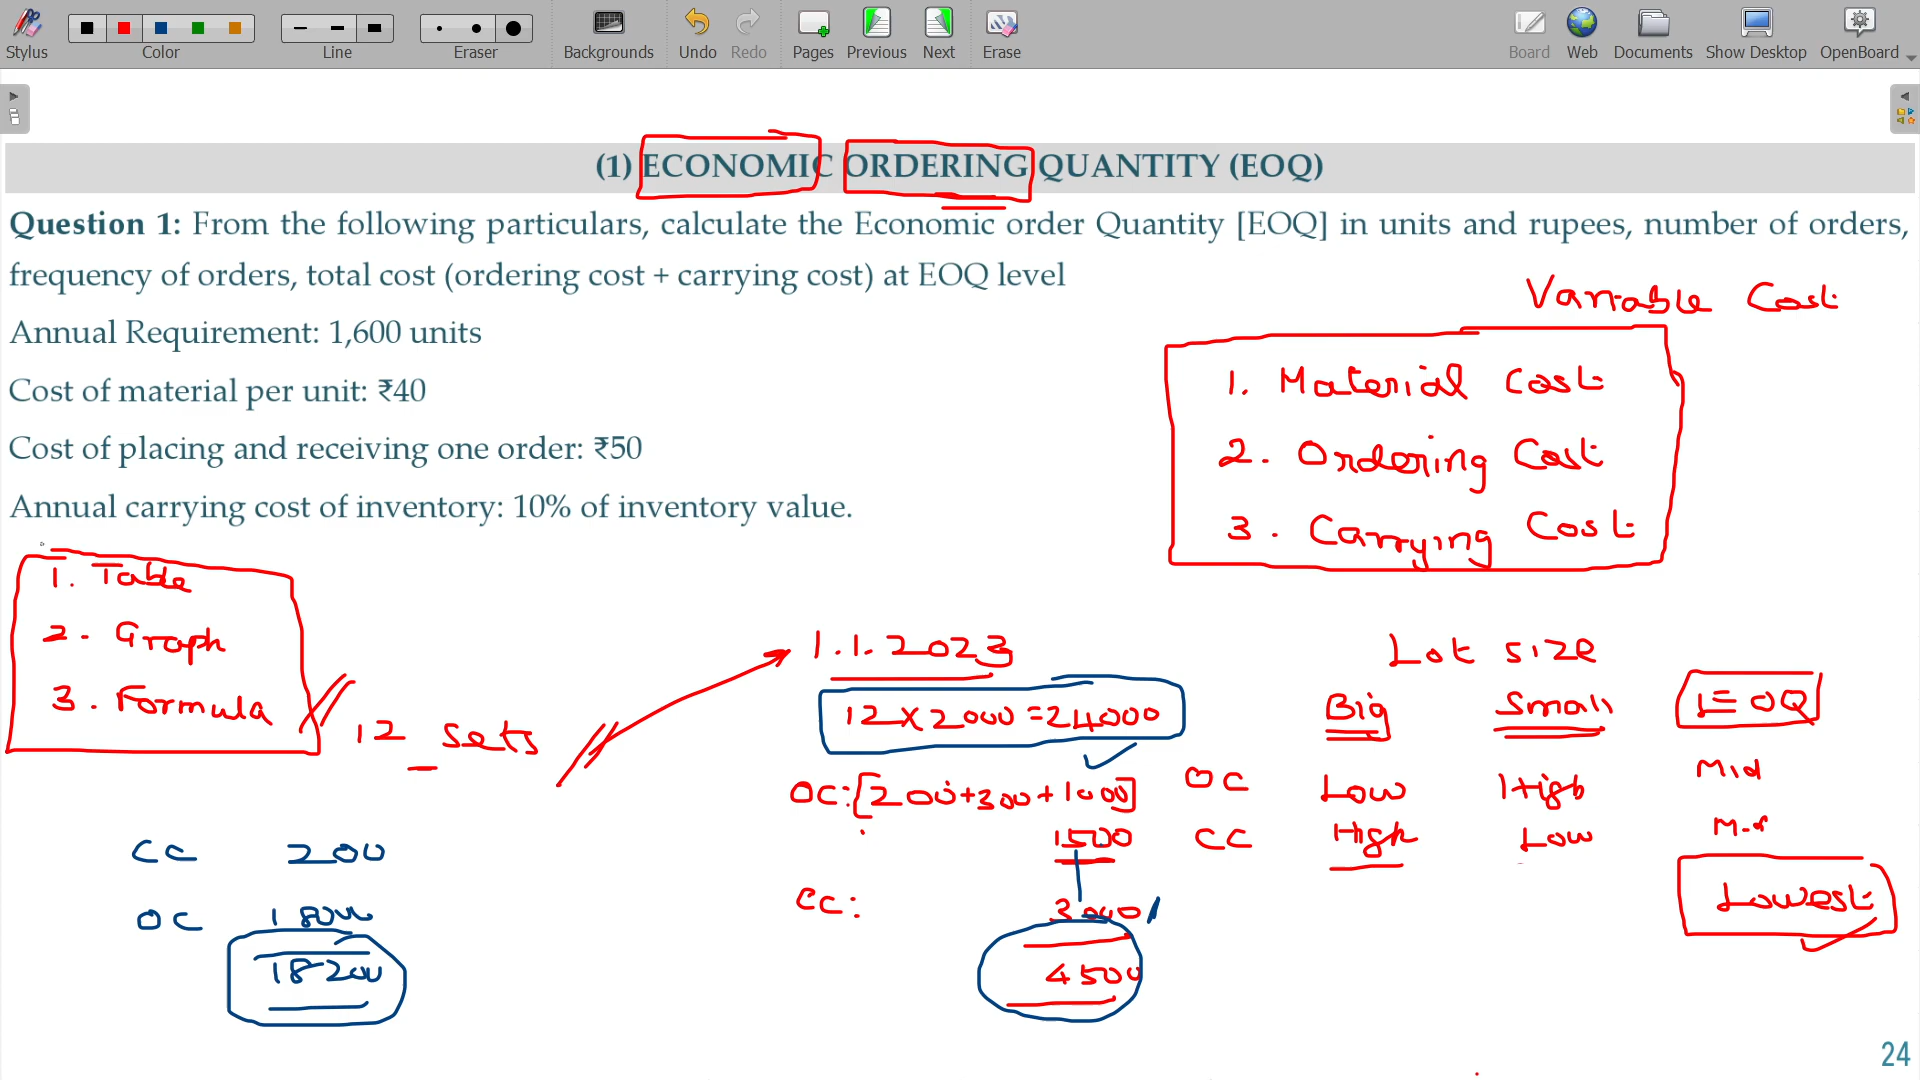 Stylus Color Line Eraser Backgrounds Undo Redo Pages Previous Next Erase Board Web Documents Show Desktop OpenBoard
(1) ECONOMIC ORDERING QUANTITY (EOQ)
Question 1: From the following particulars, calculate the Economic order Quantity [EOQ] in units and rupees, number of orders,
frequency of orders, total cost (ordering cost + carrying cost) at EOQ level
Annual Requirement: 1,600 units
Cost of material per unit: ₹40
Cost of placing and receiving one order: ₹50
Annual carrying cost of inventory: 10% of inventory value.
Variable Cost
1. Material Cost
2. Ordering Cost
3. Carrying Cost
1. Table
2. Graph
3. Formula
12 sets
1.1.2023
12 x 2000 = 24000
OC: [200+300+1000]
1500
CC: 3000
4500
CC 200
OC 18000
18200
Lot size
Big Small EOQ
OC Low High Mid
CC High Low Mid
Lowest
24